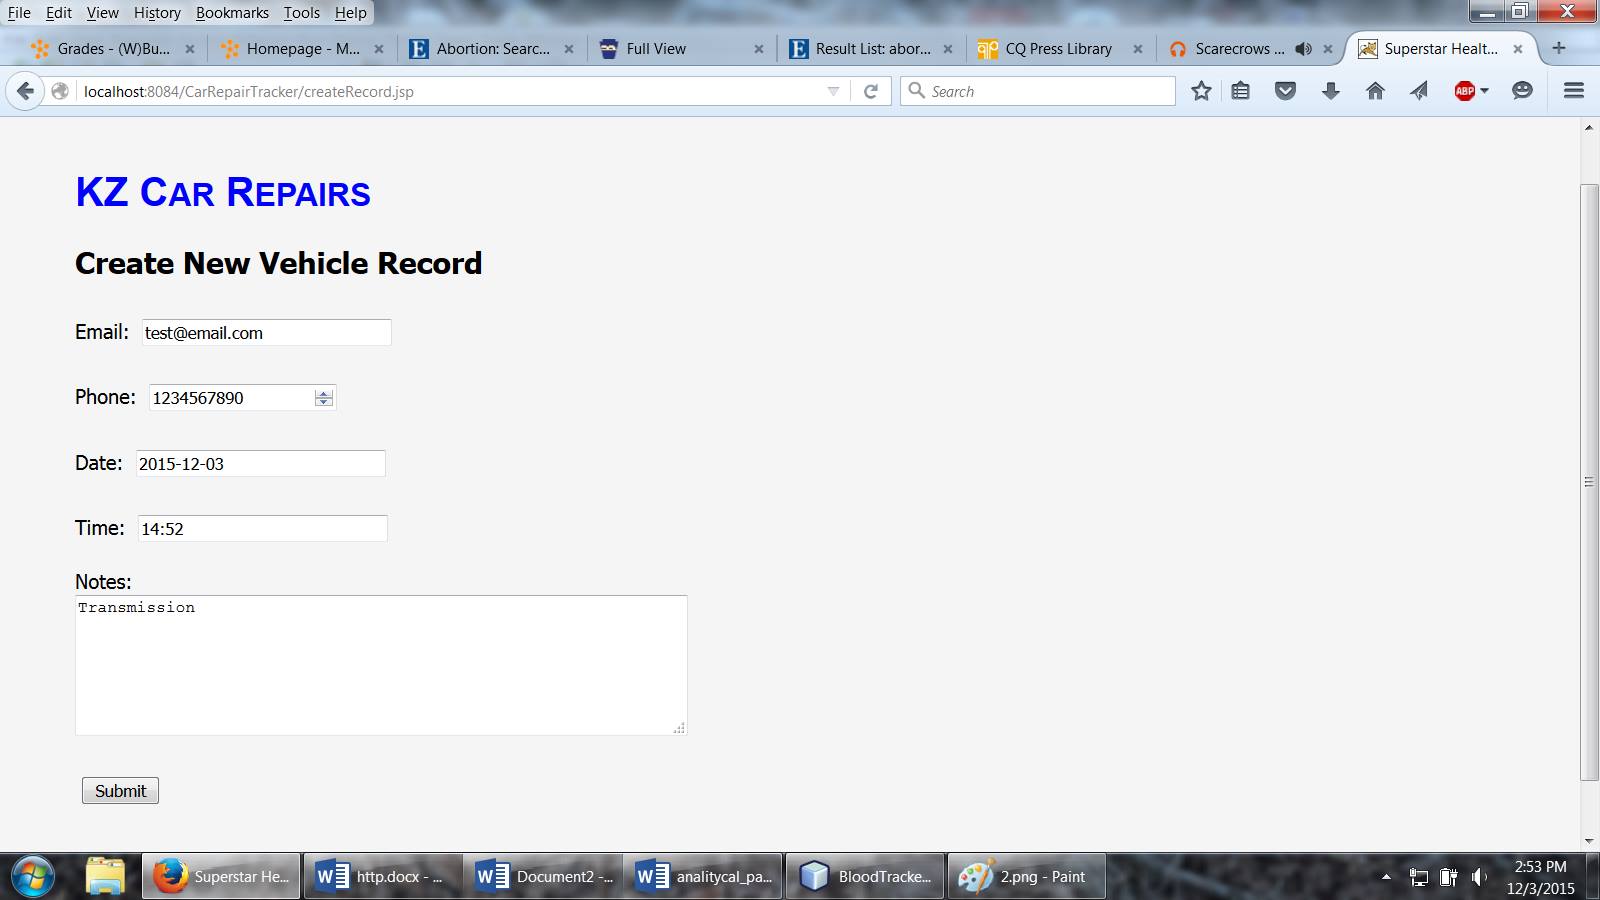 File Edit View History Bookmarks Tools Help
Grades - (W)Bu... Homepage - M... Abortion: Searc... Full View Result List: abor... CQ Press Library Scarecrows ... Superstar Healt...
localhost:8084/CarRepairTracker/createRecord.jsp Search ABP
KZ CAR REPAIRS
Create New Vehicle Record
Email: test@email.com
Phone: 1234567890
Date: 2015-12-03
Time: 14:52
Notes:
Transmission
Submit
Superstar He... http.docx - ... Document2 -... analitycal_pa... BloodTracke... 2.png - Paint 2:53 PM
12/3/2015